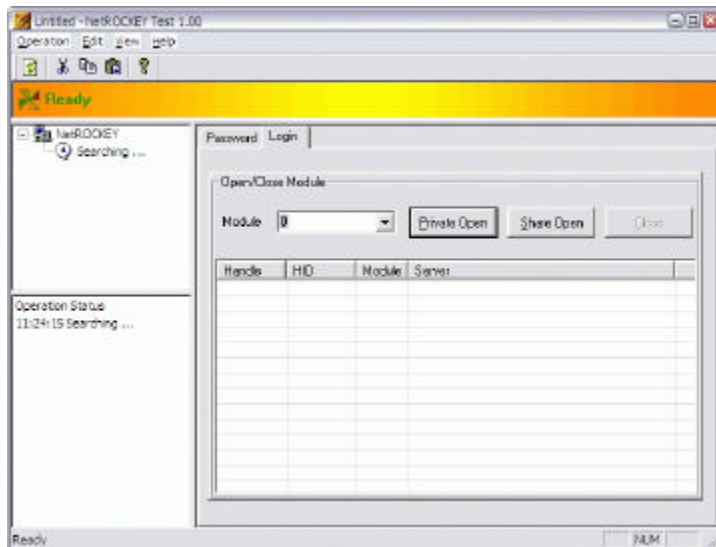 Untitled - NetROCKEY Test 1.00
Operation Edit View Help
Ready
NetROCKEY
Searching ...
Password Login
Open/Close Module
Module 0 Private Open Share Open Close
Handle HID Module Server
Operation Status
11:24:15 Searching ...
Ready NUM